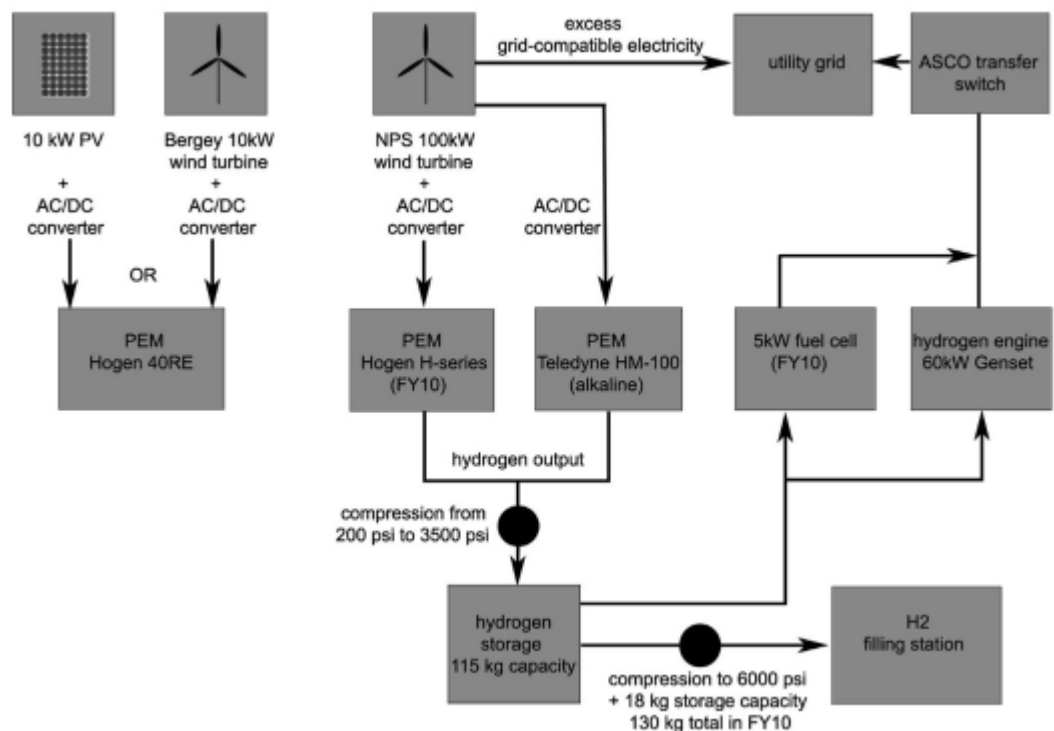 excess
grid-compatible electricity
utility grid
ASCO transfer
switch
10 kW PV
+
AC/DC
converter
Bergey 10kW
wind turbine
+
AC/DC
converter
NPS 100kW
wind turbine
+
AC/DC
converter
AC/DC
converter
OR
PEM
Hogen 40RE
PEM
Hogen H-series
(FY10)
PEM
Teledyne HM-100
(alkaline)
5kW fuel cell
(FY10)
hydrogen engine
60kW Genset
hydrogen output
compression from
200 psi to 3500 psi
hydrogen
storage
115 kg capacity
compression to 6000 psi
+ 18 kg storage capacity
130 kg total in FY10
H2
filling station